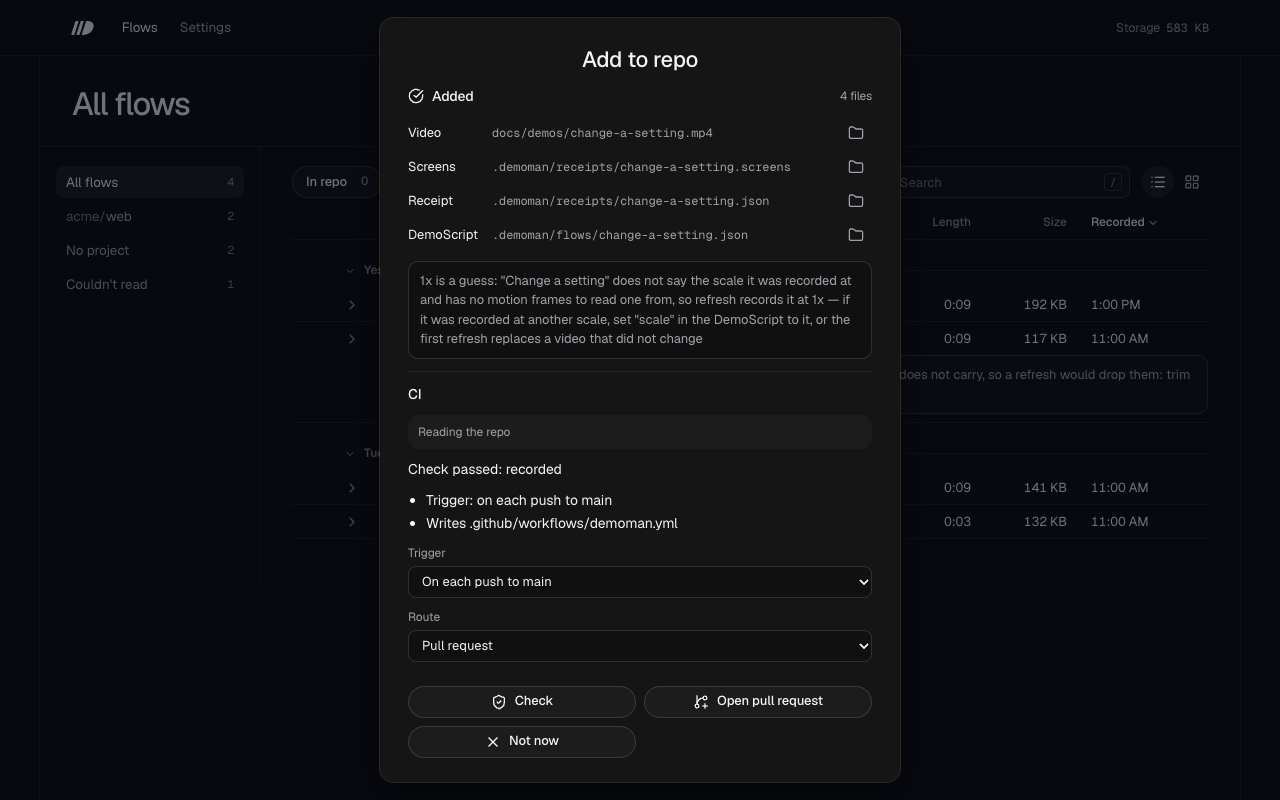 Flows
Settings
Storage 583 KB
All flows
All flows 4
acme/web 2
No project 2
Couldn't read 1
In repo 0
Search /
Length Size Recorded
Yes
0:09 192 KB 1:00 PM
0:09 117 KB 11:00 AM
does not carry, so a refresh would drop them: trim
Tue
0:09 141 KB 11:00 AM
0:03 132 KB 11:00 AM
Add to repo
Added 4 files
Video docs/demos/change-a-setting.mp4
Screens .demoman/receipts/change-a-setting.screens
Receipt .demoman/receipts/change-a-setting.json
DemoScript .demoman/flows/change-a-setting.json
1x is a guess: "Change a setting" does not say the scale it was recorded at
and has no motion frames to read one from, so refresh records it at 1x — if
it was recorded at another scale, set "scale" in the DemoScript to it, or the
first refresh replaces a video that did not change
CI
Reading the repo
Check passed: recorded
• Trigger: on each push to main
• Writes .github/workflows/demoman.yml
Trigger
On each push to main
Route
Pull request
Check
Open pull request
Not now